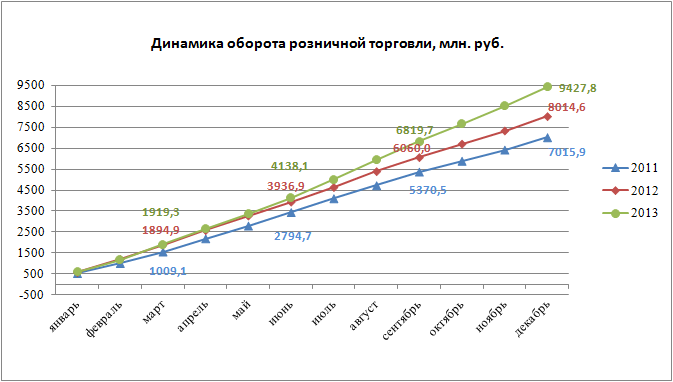 Динамика оборота розничной торговли, млн. руб.
9500
8500
7500
6500
5500
4500
3500
2500
1500
500
-500
9427,8
8014,6
7015,9
6819,7
6060,0
5370,5
4138,1
3936,9
2794,7
1919,3
1894,9
1009,1
2011
2012
2013
январь
февраль
март
апрель
май
июнь
июль
август
сентябрь
октябрь
ноябрь
декабрь